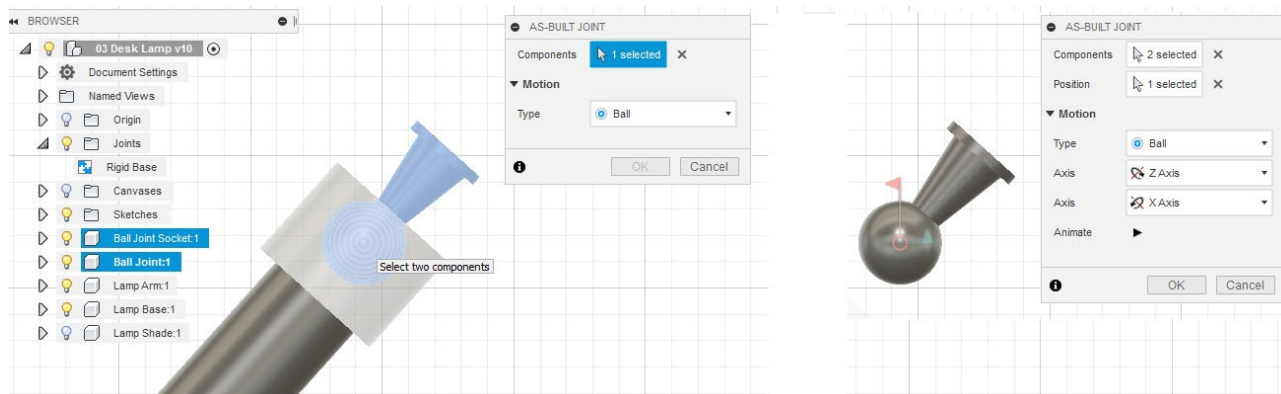 BROWSER
03 Desk Lamp v10
Document Settings
Named Views
Origin
Joints
Rigid Base
Canvases
Sketches
Ball Joint Socket:1
Ball Joint:1
Lamp Arm:1
Lamp Base:1
Lamp Shade:1
Select two components
AS-BUILT JOINT
Components 1 selected
Motion
Type Ball
OK Cancel
AS-BUILT JOINT
Components 2 selected
Position 1 selected
Motion
Type Ball
Axis Z Axis
Axis X Axis
Animate
OK Cancel